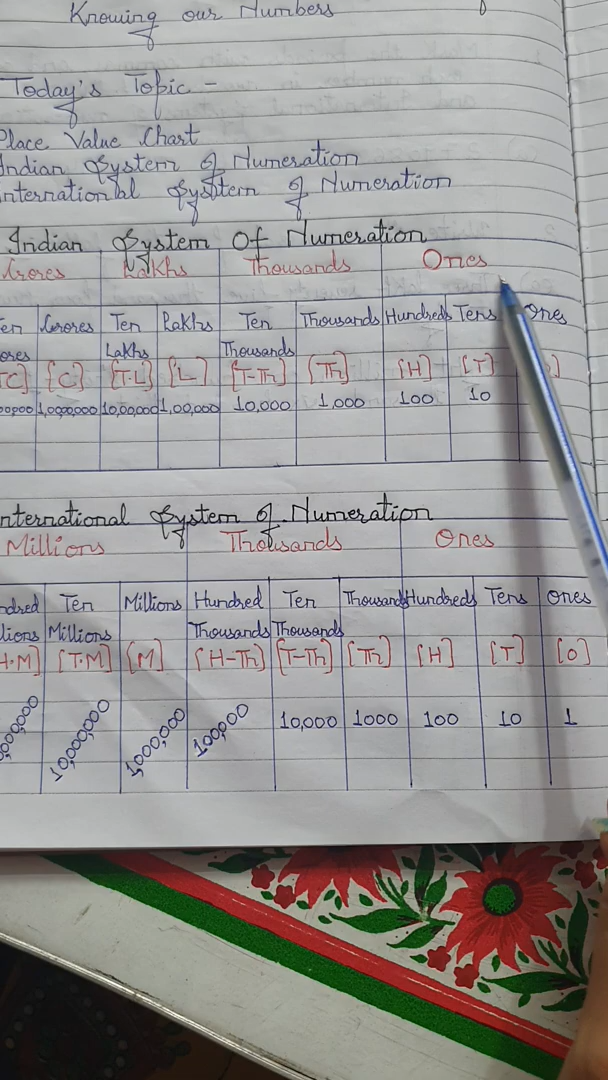 Knowing our Numbers
Today's Topic -
Place Value Chart
Indian System of Numeration
International System of Numeration
Indian System Of Numeration
Crores Lakhs Thousands Ones
Crores Ten Lakhs Ten Thousands Hundreds Tens Ones
Lakhs Thousands
[C] [T-L] [L] [T-Th] [Th] [H] [T]
10,00,000 1,00,000 10,000 1,000 100 10
International System of Numeration
Millions Thousands Ones
Ten Millions Hundred Ten Thousands Hundreds Tens Ones
Millions Thousands Thousands
[T.M] [M] [H-Th] [T-Th] [Th] [H] [T] [O]
10,000,000 1,000,000 100,000 10,000 1000 100 10 1